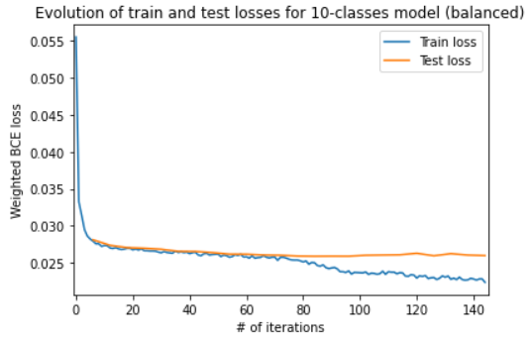 Evolution of train and test losses for 10-classes model (balanced)
Train loss
Test loss
0.055
0.050
0.045
0.040
0.035
0.030
0.025
Weighted BCE loss
0 20 40 60 80 100 120 140
# of iterations